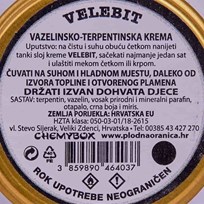 VELEBIT
VAZELINSKO-TERPENTINSKA KREMA
Uputstvo: na čistu i suhu obuću četkom nanijeti
tanki sloj kreme VELEBIT, sačekati najmanje jedan sat
i ulaštiti mekom četkom ili krpom.
ČUVATI NA SUHOM I HLADNOM MJESTU, DALEKO OD
IZVORA TOPLINE I OTVORENOG PLAMENA
DRŽATI IZVAN DOHVATA DJECE
SASTAV: terpentin, vazelin, vosak prirodni i mineralni parafin,
otapalo, crna boja i miris.
ZEMLJA PORIJEKLA: HRVATSKA EU
HZTA klasa: 050-03-01/18-2615
vl. Stevo Sijerak, Veliki Zdenci, Hrvatska - Tel: 00385 43 427 270
CHEMYBOX www.plodnaoranica.hr
3 859890 464037
ROK UPOTREBE NEOGRANIČEN